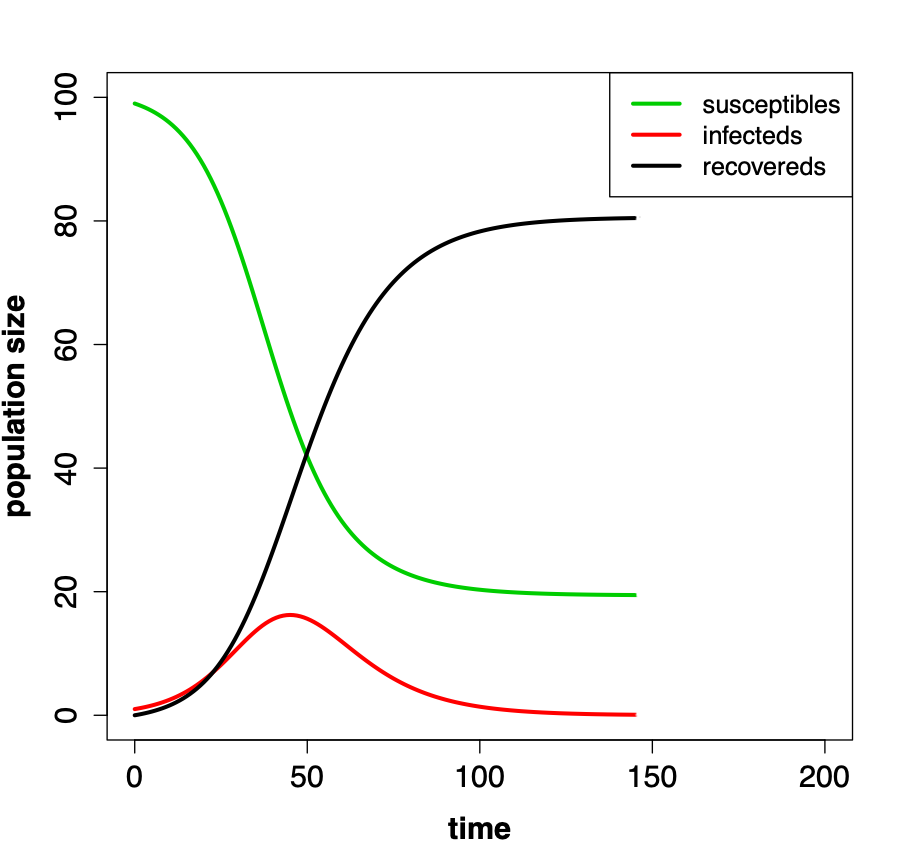 susceptibles
infecteds
recovereds
100
80
60
40
20
0
population size
0 50 100 150 200
time